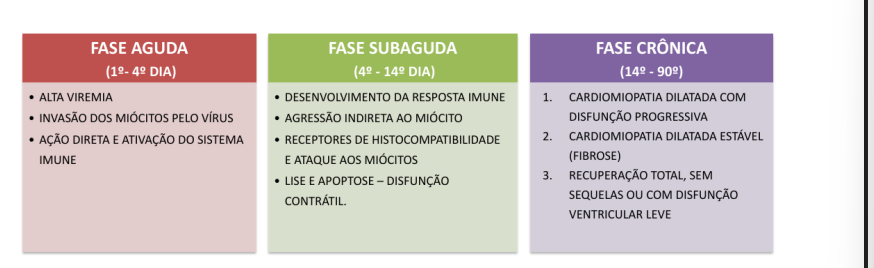 FASE AGUDA
(1º- 4º DIA)
• ALTA VIREMIA
• INVASÃO DOS MIÓCITOS PELO VÍRUS
• AÇÃO DIRETA E ATIVAÇÃO DO SISTEMA
IMUNE
FASE SUBAGUDA
(4º - 14º DIA)
• DESENVOLVIMENTO DA RESPOSTA IMUNE
• AGRESSÃO INDIRETA AO MIÓCITO
• RECEPTORES DE HISTOCOMPATIBILIDADE
E ATAQUE AOS MIÓCITOS
• LISE E APOPTOSE – DISFUNÇÃO
CONTRÁTIL.
FASE CRÔNICA
(14º - 90º)
1. CARDIOMIOPATIA DILATADA COM
DISFUNÇÃO PROGRESSIVA
2. CARDIOMIOPATIA DILATADA ESTÁVEL
(FIBROSE)
3. RECUPERAÇÃO TOTAL, SEM
SEQUELAS OU COM DISFUNÇÃO
VENTRICULAR LEVE